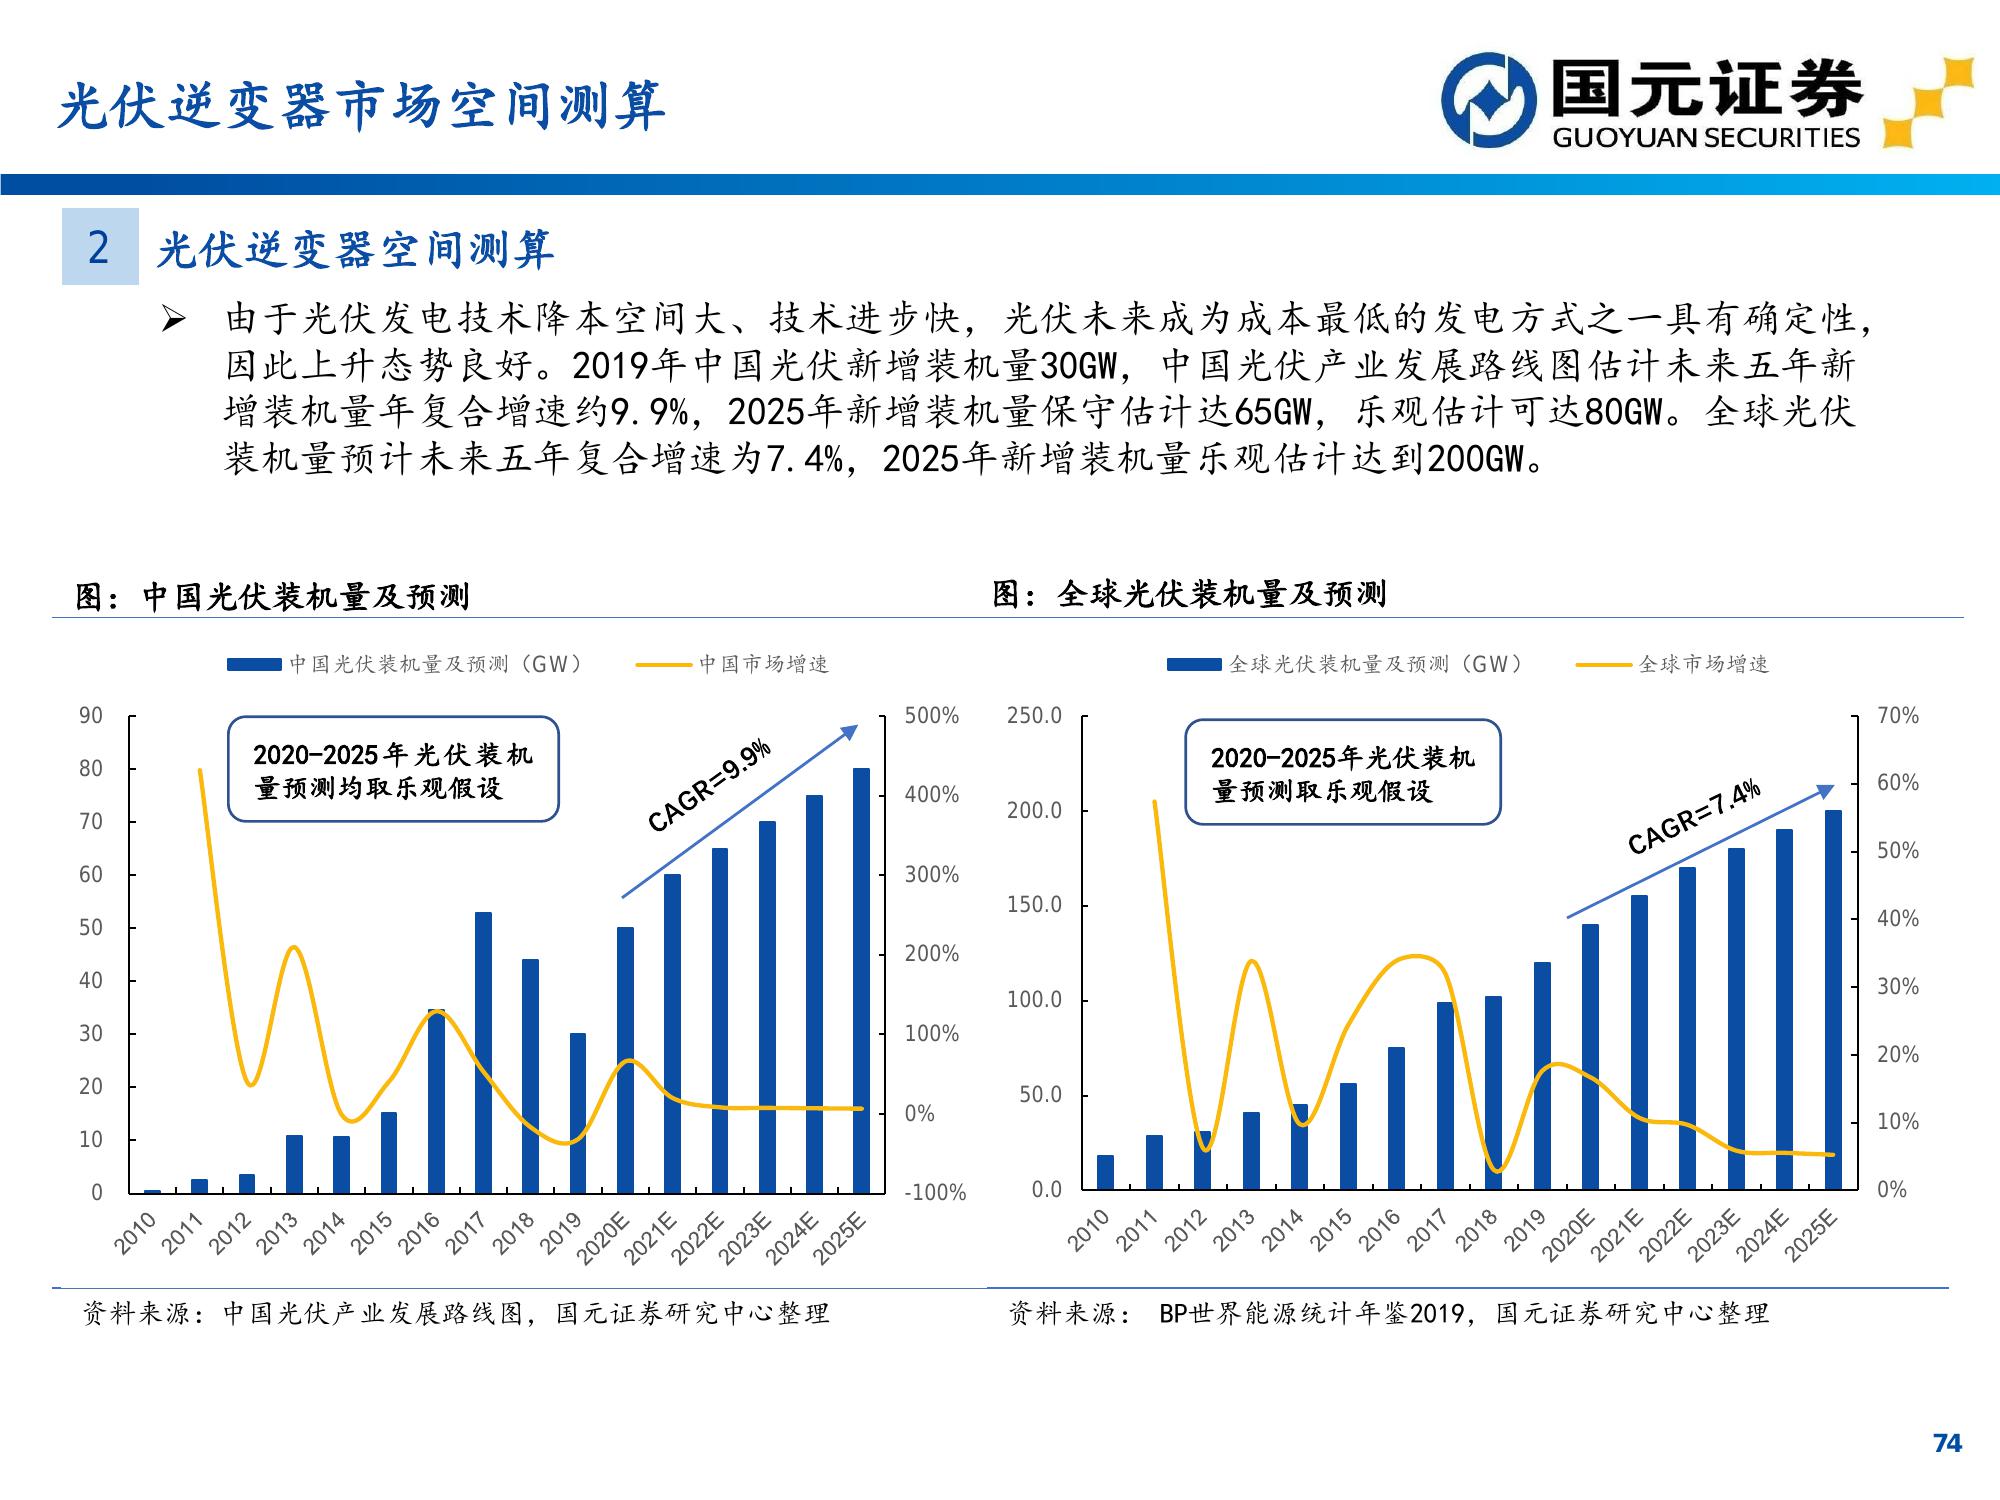 光伏逆变器市场空间测算
国元证券
GUOYUAN SECURITIES
2
光伏逆变器空间测算
➢ 由于光伏发电技术降本空间大、技术进步快，光伏未来成为成本最低的发电方式之一具有确定性，
因此上升态势良好。2019年中国光伏新增装机量30GW，中国光伏产业发展路线图估计未来五年新
增装机量年复合增速约9.9%，2025年新增装机量保守估计达65GW，乐观估计可达80GW。全球光伏
装机量预计未来五年复合增速为7.4%，2025年新增装机量乐观估计达到200GW。
图：中国光伏装机量及预测
中国光伏装机量及预测（GW）
中国市场增速
90
80
70
60
50
40
30
20
10
0
500%
400%
300%
200%
100%
0%
-100%
2020-2025年光伏装机
量预测均取乐观假设
CAGR=9.9%
2010
2011
2012
2013
2014
2015
2016
2017
2018
2019
2020E
2021E
2022E
2023E
2024E
2025E
资料来源：中国光伏产业发展路线图，国元证券研究中心整理
图：全球光伏装机量及预测
全球光伏装机量及预测（GW）
全球市场增速
250.0
200.0
150.0
100.0
50.0
0.0
70%
60%
50%
40%
30%
20%
10%
0%
2020-2025年光伏装机
量预测取乐观假设
CAGR=7.4%
2010
2011
2012
2013
2014
2015
2016
2017
2018
2019
2020E
2021E
2022E
2023E
2024E
2025E
资料来源： BP世界能源统计年鉴2019，国元证券研究中心整理
74